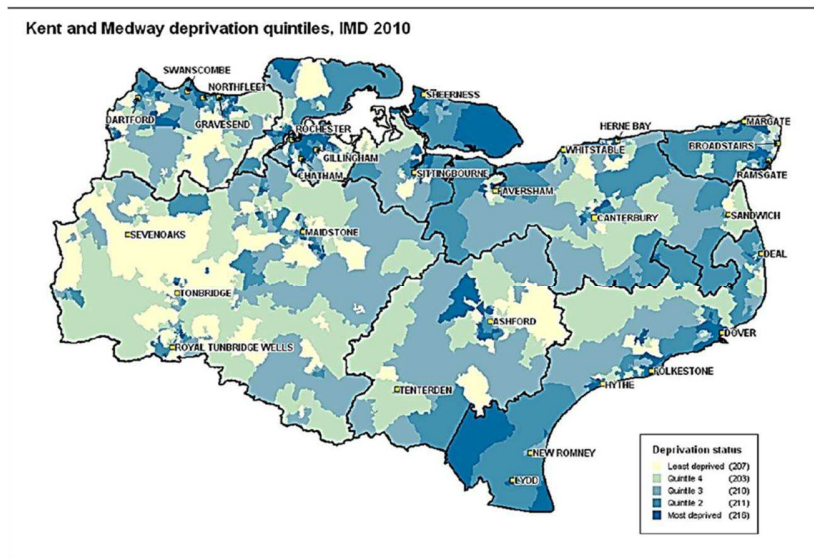 Kent and Medway deprivation quintiles, IMD 2010
SWANSCOMBE
NORTHFLEET
SHEERNESS
DARTFORD
GRAVESEND
ROCHESTER
HERNE BAY
MARGATE
GILLINGHAM
WHITSTABLE
BROADSTAIRS
CHATHAM
SITTINGBOURNE
RAMSGATE
FAVERSHAM
CANTERBURY
SANDWICH
SEVENOAKS
MAIDSTONE
DEAL
TONBRIDGE
ASHFORD
DOVER
ROYAL TUNBRIDGE WELLS
FOLKESTONE
TENTERDEN
HYTHE
NEW ROMNEY
LYDD
Deprivation status
Least deprived (207)
Quintile 4 (203)
Quintile 3 (210)
Quintile 2 (211)
Most deprived (216)